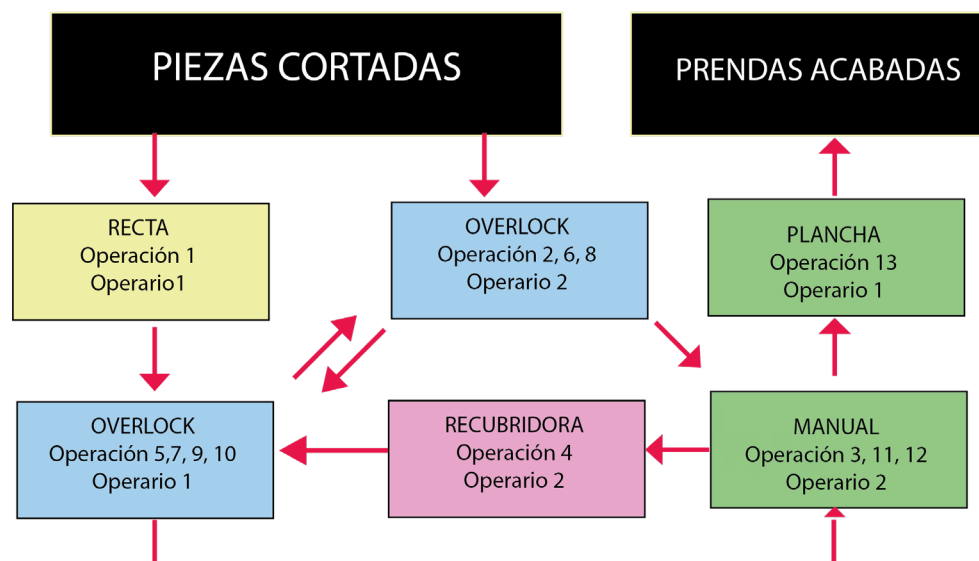 PIEZAS CORTADAS
PRENDAS ACABADAS
RECTA
Operación 1
Operario1
OVERLOCK
Operación 2, 6, 8
Operario 2
PLANCHA
Operación 13
Operario 1
OVERLOCK
Operación 5,7, 9, 10
Operario 1
RECUBRIDORA
Operación 4
Operario 2
MANUAL
Operación 3, 11, 12
Operario 2